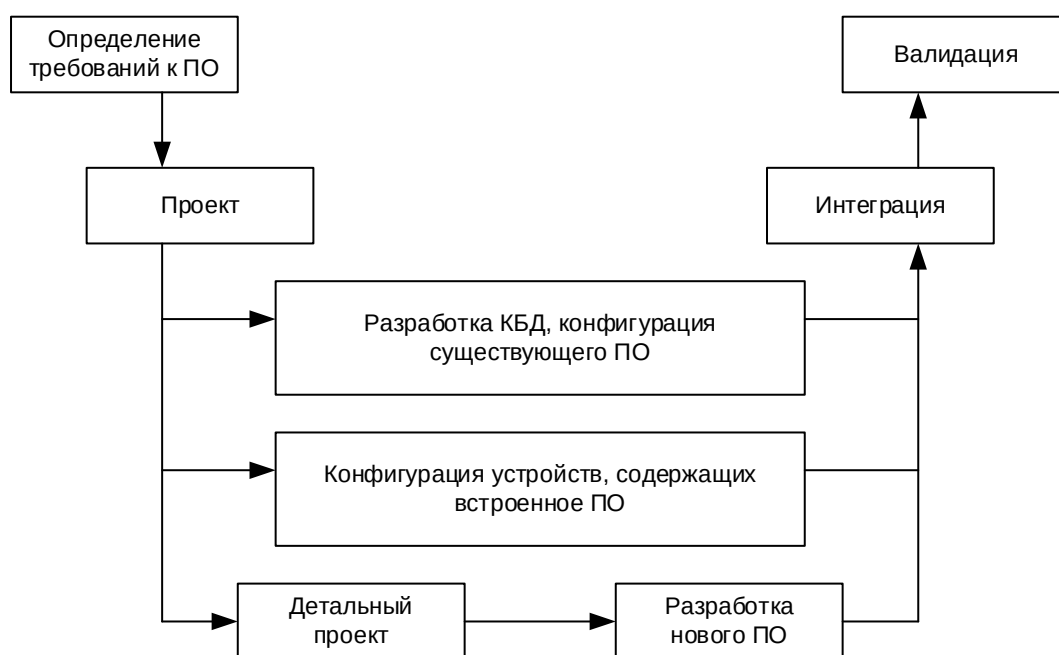 Определение
требований к ПО
Валидация
Проект
Интеграция
Разработка КБД, конфигурация
существующего ПО
Конфигурация устройств, содержащих
встроенное ПО
Детальный
проект
Разработка
нового ПО